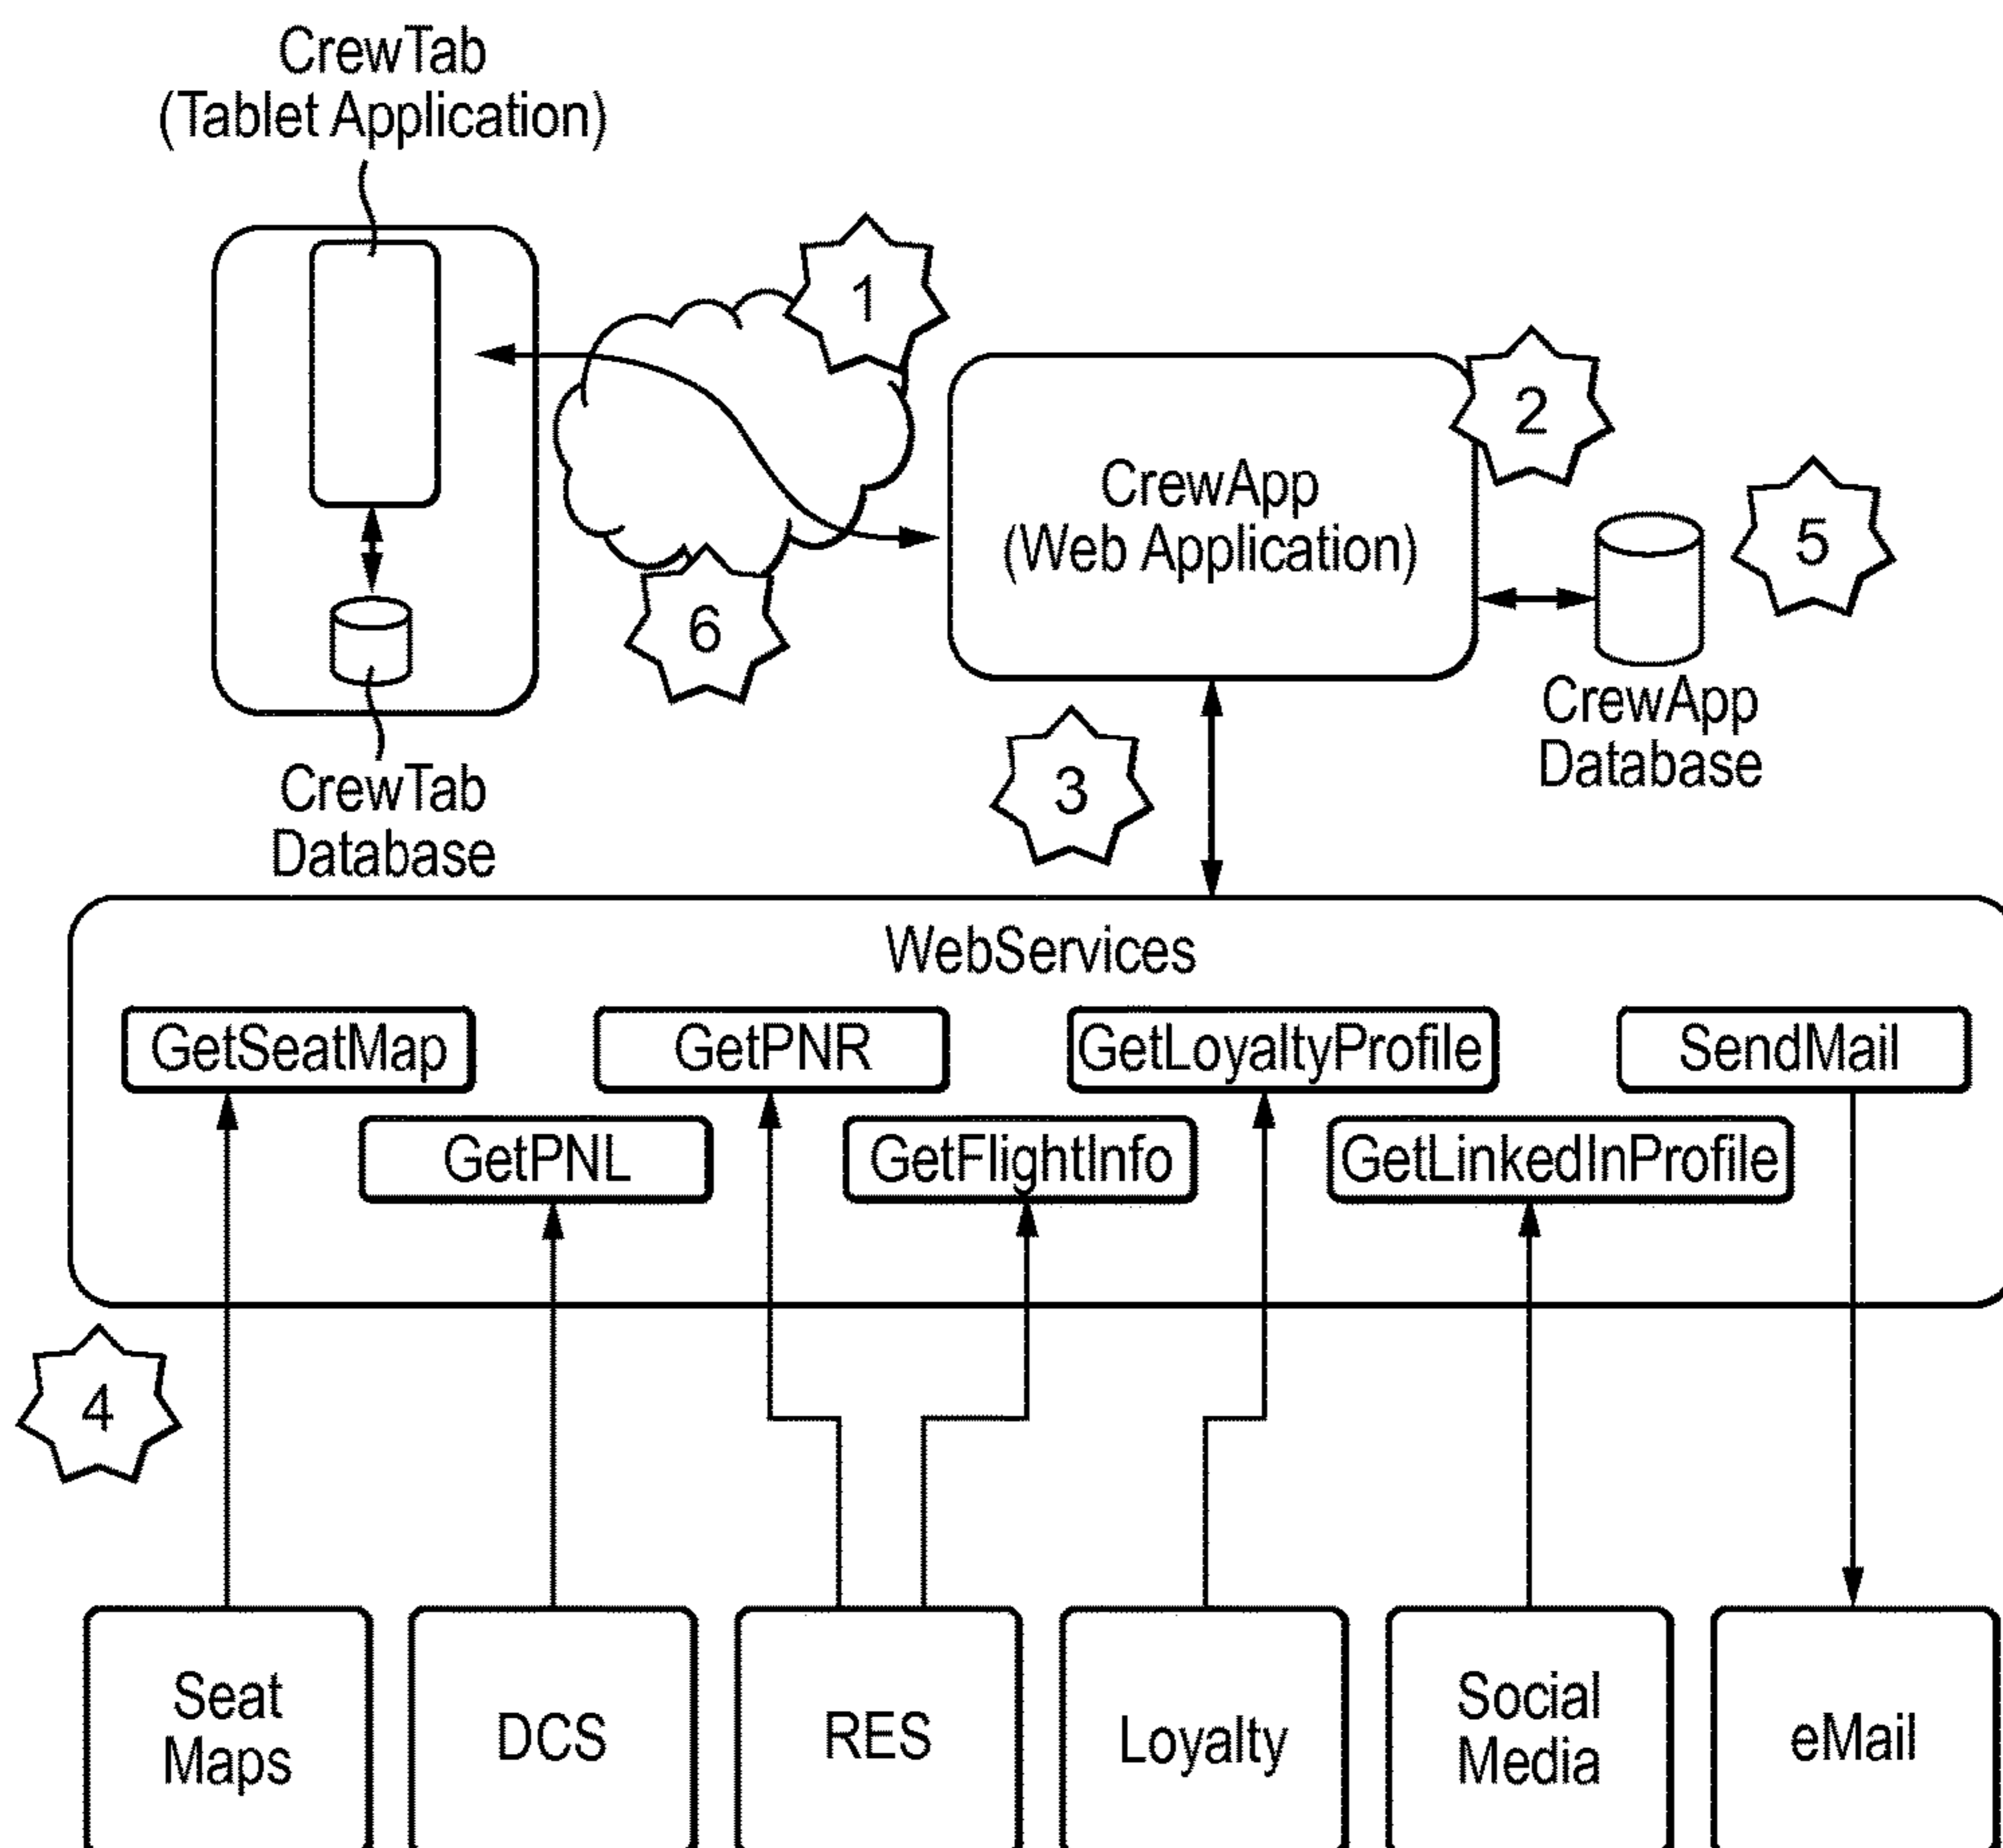 CrewTab
(Tablet Application)
1
2
CrewApp
(Web Application)
5
6
CrewApp
Database
CrewTab
Database
3
WebServices
GetSeatMap
GetPNR
GetLoyaltyProfile
SendMail
GetPNL
GetFlightInfo
GetLinkedInProfile
4
Seat
Maps
DCS
RES
Loyalty
Social
Media
eMail